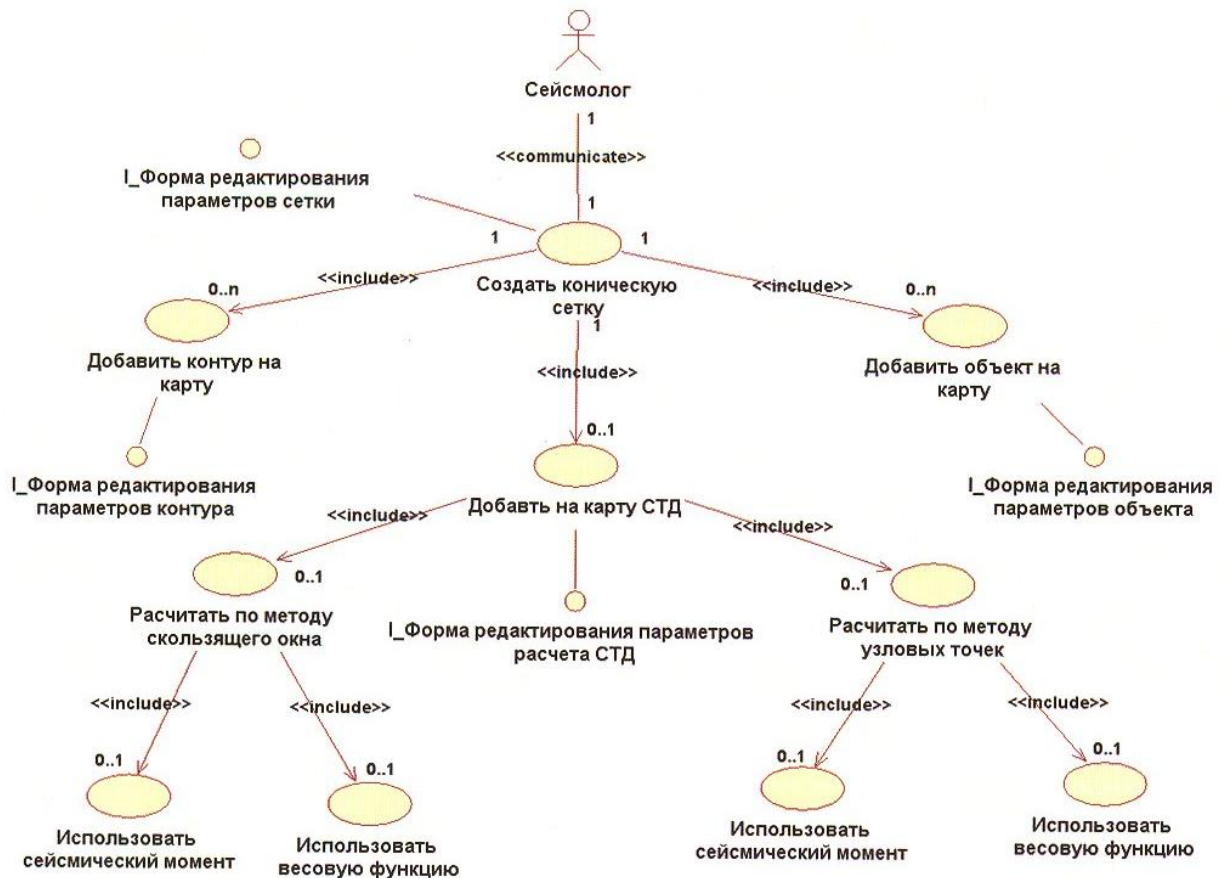 Сейсмолог
1
<<communicate>>
I_Форма редактирования
параметров сетки
1
1
1
<<include>>
Создать коническую
сетку
<<include>>
0..n
0..n
1
Добавить контур на
карту
<<include>>
Добавить объект на
карту
0..1
I_Форма редактирования
параметров контура
Добавть на карту СТД
I_Форма редактирования
параметров объекта
<<include>>
<<include>>
0..1
0..1
Расчитать по методу
скользящего окна
I_Форма редактирования параметров
расчета СТД
Расчитать по методу
узловых точек
<<include>>
<<include>>
<<include>>
<<include>>
0..1
0..1
0..1
0..1
Использовать
сейсмический момент
Использовать
весовую функцию
Использовать
сейсмический момент
Использовать
весовую функцию